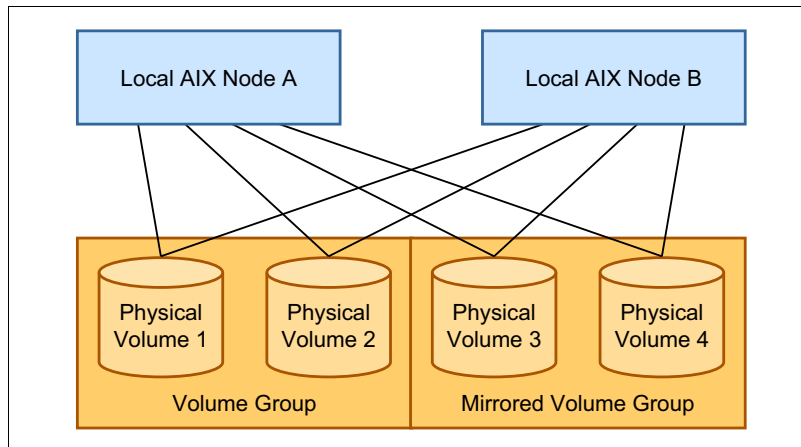 Local AIX Node A
Local AIX Node B
Physical
Volume 1
Physical
Volume 2
Physical
Volume 3
Physical
Volume 4
Volume Group
Mirrored Volume Group